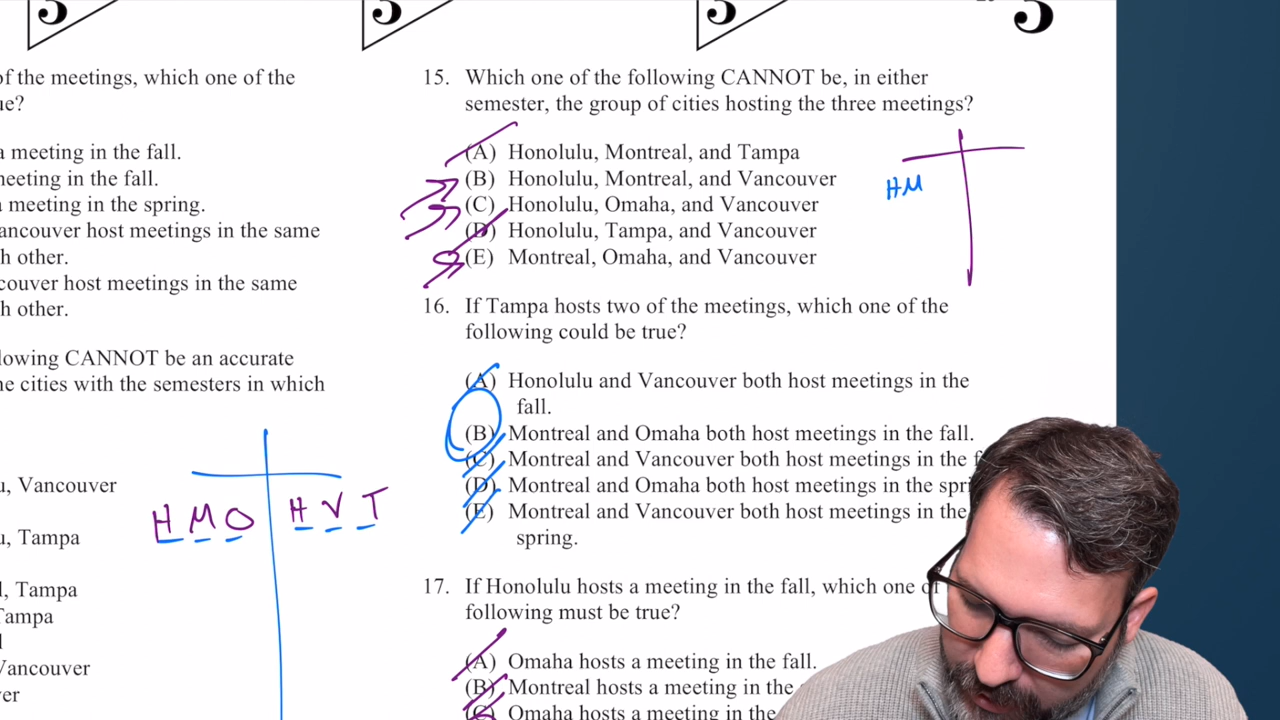 3
3
3
of the meetings, which one of the
ue?
a meeting in the fall.
meeting in the fall.
a meeting in the spring.
ancouver host meetings in the same
h other.
couver host meetings in the same
h other.
lowing CANNOT be an accurate
he cities with the semesters in which
u, Vancouver
u, Tampa
l, Tampa
Tampa
l
Vancouver
er
H M O H V T
15. Which one of the following CANNOT be, in either
semester, the group of cities hosting the three meetings?
(A) Honolulu, Montreal, and Tampa
(B) Honolulu, Montreal, and Vancouver
(C) Honolulu, Omaha, and Vancouver
(D) Honolulu, Tampa, and Vancouver
(E) Montreal, Omaha, and Vancouver
HM
16. If Tampa hosts two of the meetings, which one of the
following could be true?
(A) Honolulu and Vancouver both host meetings in the
fall.
(B) Montreal and Omaha both host meetings in the fall.
(C) Montreal and Vancouver both host meetings in the f
(D) Montreal and Omaha both host meetings in the spri
(E) Montreal and Vancouver both host meetings in the
spring.
17. If Honolulu hosts a meeting in the fall, which one of
following must be true?
(A) Omaha hosts a meeting in the fall.
(B) Montreal hosts a meeting in the
(C) Omaha hosts a meeting in the